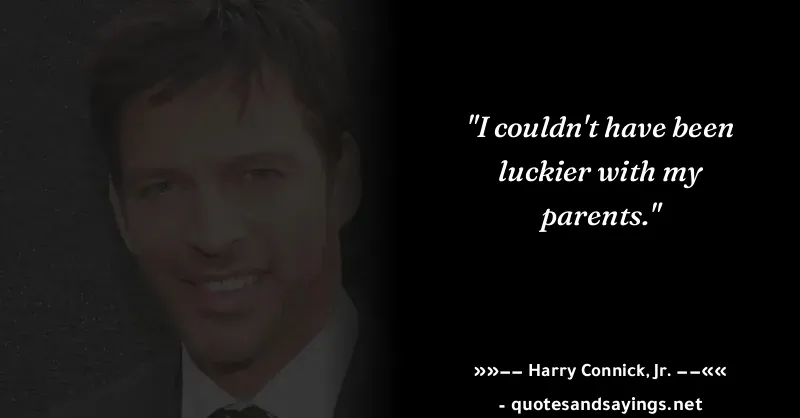 "I couldn't have been
luckier with my
parents."
»»–– Harry Connick, Jr. ––««
- quotesandsayings.net